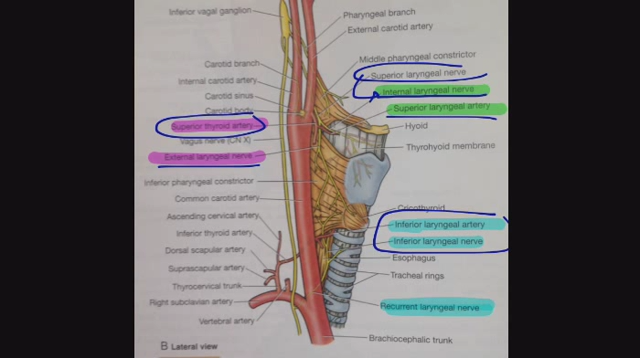 Inferior vagal ganglion
Carotid branch
Internal carotid artery
Carotid sinus
Carotid body
Superior thyroid artery
Vagus nerve (CN X)
External laryngeal nerve
Inferior pharyngeal constrictor
Common carotid artery
Ascending cervical artery
Inferior thyroid artery
Dorsal scapular artery
Suprascapular artery
Thyrocervical trunk
Right subclavian artery
Vertebral artery
B Lateral view
Pharyngeal branch
External carotid artery
Middle pharyngeal constrictor
Superior laryngeal nerve
Internal laryngeal nerve
Superior laryngeal artery
Hyoid
Thyrohyoid membrane
Cricothyroid
Inferior laryngeal artery
Inferior laryngeal nerve
Esophagus
Tracheal rings
Recurrent laryngeal nerve
Brachiocephalic trunk